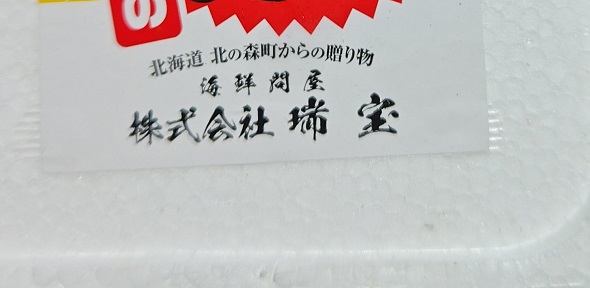 の
北海道 北の森町からの贈り物
海鮮問屋
株式会社 瑞宝